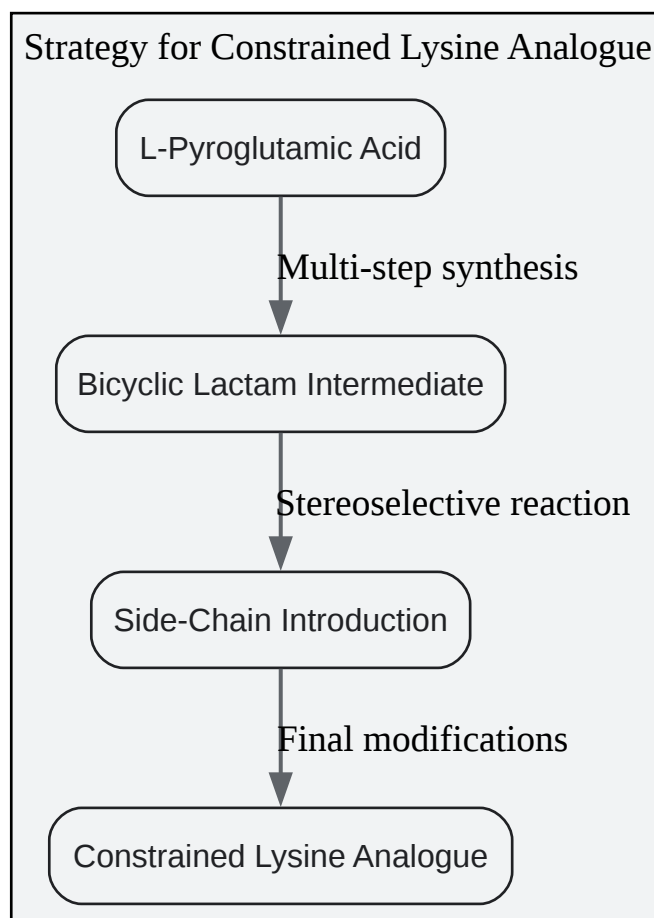 Strategy for Constrained Lysine Analogue
L-Pyroglutamic Acid
Multi-step synthesis
Bicyclic Lactam Intermediate
Stereoselective reaction
Side-Chain Introduction
Final modifications
Constrained Lysine Analogue